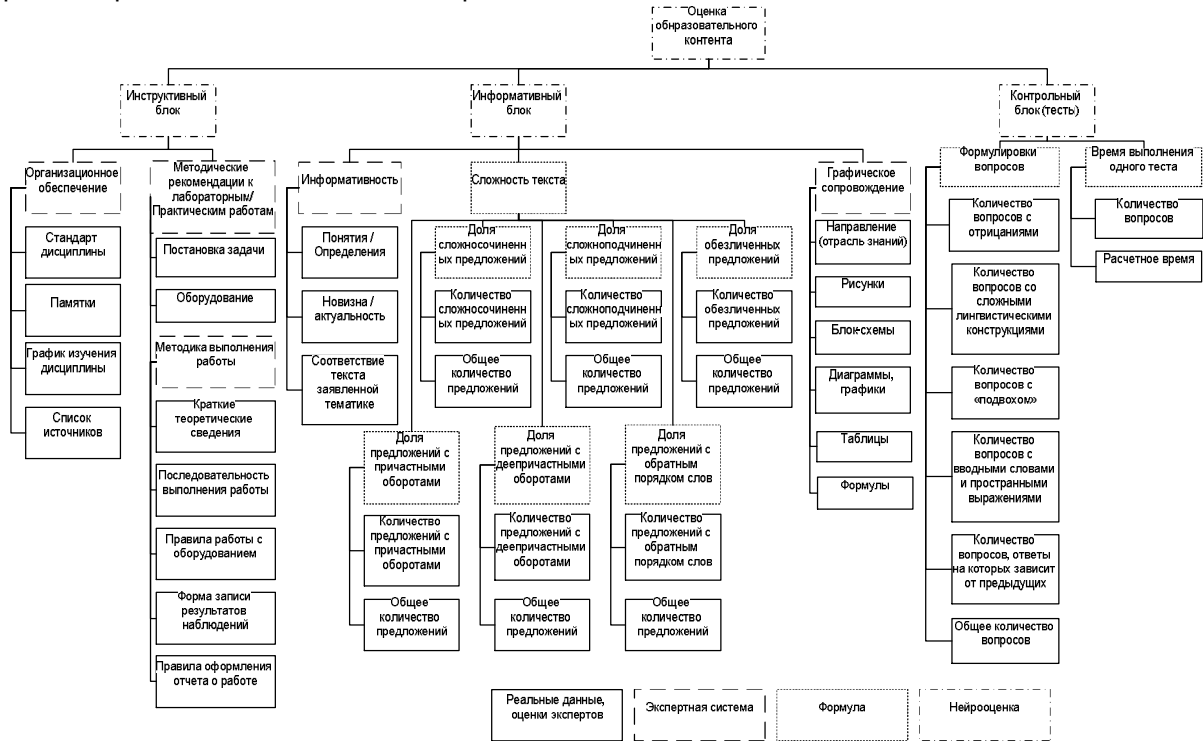 Оценка
обнразовательного
контента
Инструктивный
блок
Информативный
блок
Контрольный
блок (тесты)
Организационное
обеспечение
Стандарт
дисциплины
Памятки
График изучения
дисциплины
Список
источников
Методические
рекомендации к
лабораторным/
Практическим работам
Постановка задачи
Оборудование
Методика выполнения
работы
Краткие
теоретические
сведения
Последовательность
выполнения работы
Правила работы с
оборудованием
Форма записи
результатов
наблюдений
Правила оформления
отчета о работе
Информативность
Понятия /
Определения
Новизна /
актуальность
Соответствие
текста
заявленной
тематике
Сложность текста
Доля
сложносочиненн
ых предложений
Количество
сложносочиненн
ых предложений
Общее
количество
предложений
Доля
сложноподчиненн
ых предложений
Количество
сложноподчиненн
ых предложений
Общее
количество
предложений
Доля
обезличенных
предложений
Количество
обезличенных
предложений
Общее
количество
предложений
Доля
предложений с
причастными
оборотами
Количество
предложений с
причастными
оборотами
Общее
количество
предложений
Доля
предложений с
деепричастными
оборотами
Количество
предложений с
деепричастными
оборотами
Общее
количество
предложений
Доля
предложений с
обратным
порядком слов
Количество
предложений с
обратным
порядком слов
Общее
количество
предложений
Графическое
сопровождение
Направление
(отрасль знаний)
Рисунки
Блок-схемы
Диаграммы,
графики
Таблицы
Формулы
Формулировки
вопросов
Количество
вопросов с
отрицаниями
Количество
вопросов со
сложными
лингвистическими
конструкциями
Количество
вопросов с
«подвохом»
Количество
вопросов с
вводными словами
и пространными
выражениями
Количество
вопросов, ответы
на которых зависит
от предыдущих
Общее количество
вопросов
Время выполнения
одного теста
Количество
вопросов
Расчетное время
Реальные данные,
оценки экспертов
Экспертная система
Формула
Нейрооценка